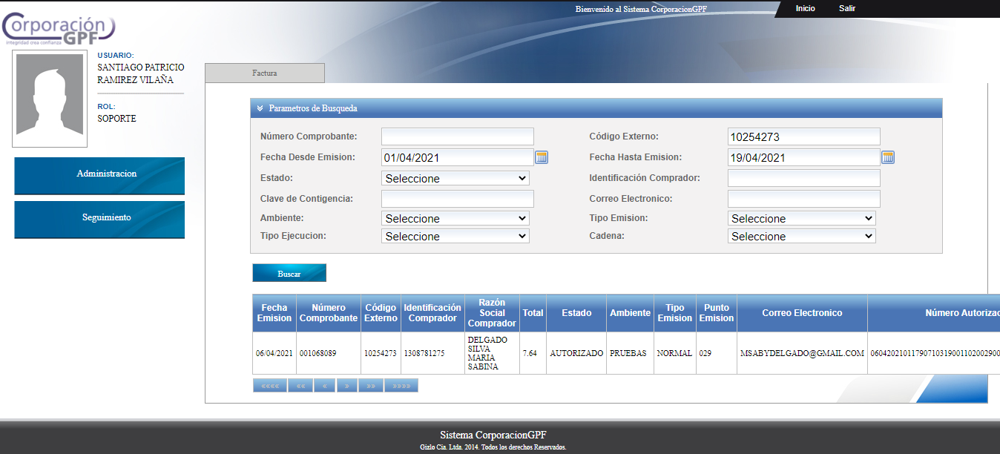 Bienvenido al Sistema CorporacionGPF
Inicio
Salir
Corporación
GPF
Integridad crea confianza
USUARIO:
SANTIAGO PATRICIO
RAMIREZ VILAÑA
ROL:
SOPORTE
Administracion
Seguimiento
Factura
Parametros de Busqueda
Número Comprobante:
Código Externo: 10254273
Fecha Desde Emision: 01/04/2021
Fecha Hasta Emision: 19/04/2021
Estado: Seleccione
Identificación Comprador:
Clave de Contigencia:
Correo Electronico:
Ambiente: Seleccione
Tipo Emision: Seleccione
Tipo Ejecucion: Seleccione
Cadena: Seleccione
Buscar
Fecha Emision
Número Comprobante
Código Externo
Identificación Comprador
Razón Social Comprador
Total
Estado
Ambiente
Tipo Emision
Punto Emision
Correo Electronico
Número Autorizac
06/04/2021
001068089
10254273
1308781275
DELGADO
SILVA
MARIA
SABINA
7.64
AUTORIZADO
PRUEBAS
NORMAL
029
MSABYDELGADO@GMAIL.COM
0604202101179071031900110200290
«««« «« « » »» »»»»
Sistema CorporacionGPF
Gizlo Cia. Ltda. 2014. Todos los derechos Reservados.